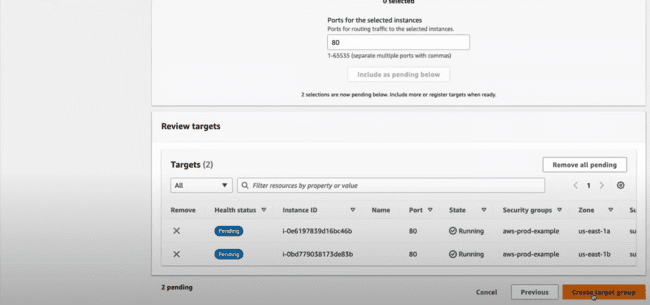 0 selected
Ports for the selected instances
Ports for routing traffic to the selected instances.
80
1-65535 (separate multiple ports with commas)
Include as pending below
2 selections are now pending below. Include more or register targets when ready.
Review targets
Targets (2)
Remove all pending
All
Filter resources by property or value
1
Remove Health status Instance ID Name Port State Security groups Zone Su
Pending i-0e6197839d16bc46b 80 Running aws-prod-example us-east-1a su
Pending i-0bd779038173de83b 80 Running aws-prod-example us-east-1b su
2 pending
Cancel Previous Create target group